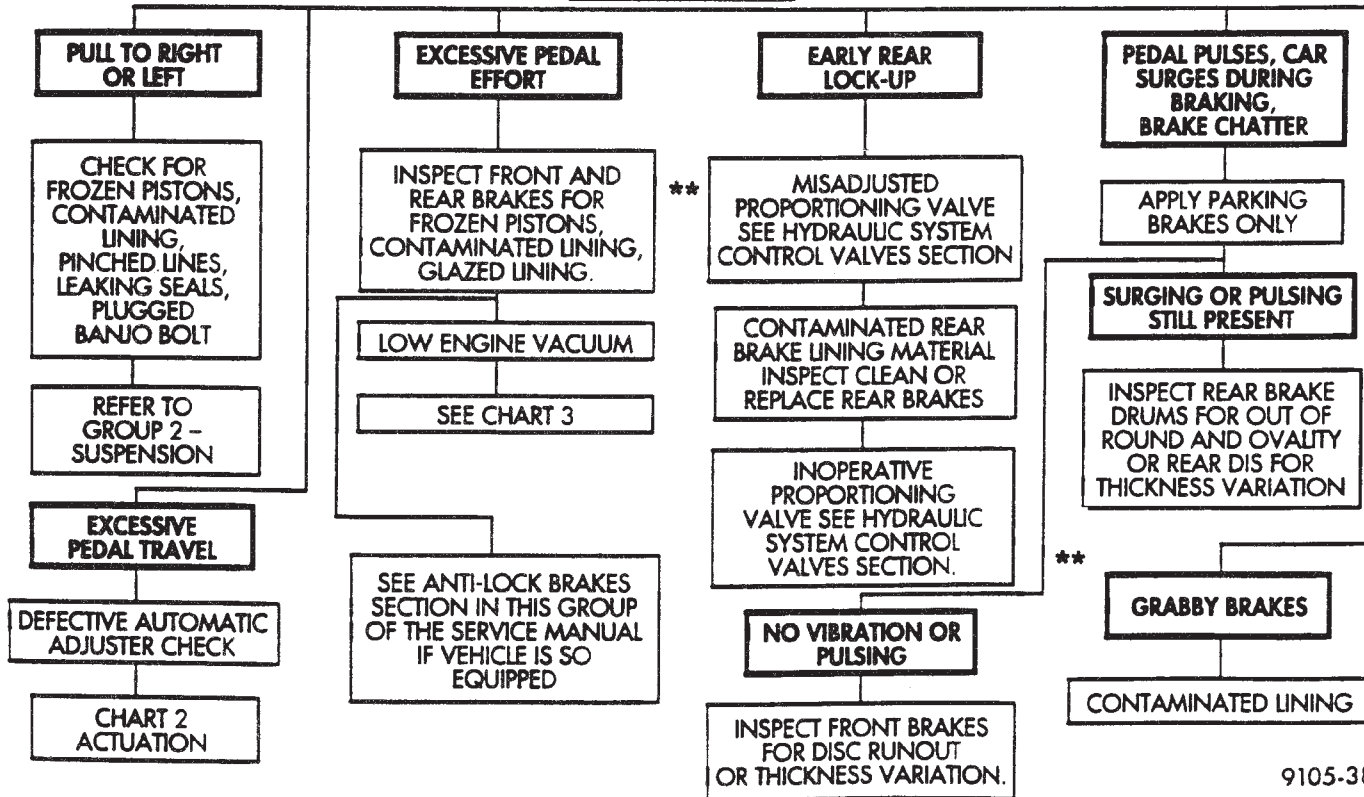 PULL TO RIGHT
OR LEFT
CHECK FOR
FROZEN PISTONS,
CONTAMINATED
LINING,
PINCHED LINES,
LEAKING SEALS,
PLUGGED
BANJO BOLT
REFER TO
GROUP 2 –
SUSPENSION
EXCESSIVE
PEDAL TRAVEL
DEFECTIVE AUTOMATIC
ADJUSTER CHECK
CHART 2
ACTUATION
EXCESSIVE PEDAL
EFFORT
INSPECT FRONT AND
REAR BRAKES FOR
FROZEN PISTONS,
CONTAMINATED LINING,
GLAZED LINING.
LOW ENGINE VACUUM
SEE CHART 3
SEE ANTI-LOCK BRAKES
SECTION IN THIS GROUP
OF THE SERVICE MANUAL
IF VEHICLE IS SO
EQUIPPED
EARLY REAR
LOCK-UP
**
MISADJUSTED
PROPORTIONING VALVE
SEE HYDRAULIC SYSTEM
CONTROL VALVES SECTION
CONTAMINATED REAR
BRAKE LINING MATERIAL
INSPECT CLEAN OR
REPLACE REAR BRAKES
INOPERATIVE
PROPORTIONING
VALVE SEE HYDRAULIC
SYSTEM CONTROL
VALVES SECTION.
**
NO VIBRATION OR
PULSING
INSPECT FRONT BRAKES
FOR DISC RUNOUT
OR THICKNESS VARIATION.
PEDAL PULSES, CAR
SURGES DURING
BRAKING,
BRAKE CHATTER
APPLY PARKING
BRAKES ONLY
SURGING OR PULSING
STILL PRESENT
INSPECT REAR BRAKE
DRUMS FOR OUT OF
ROUND AND OVALITY
OR REAR DIS FOR
THICKNESS VARIATION
GRABBY BRAKES
CONTAMINATED LINING
9105-38